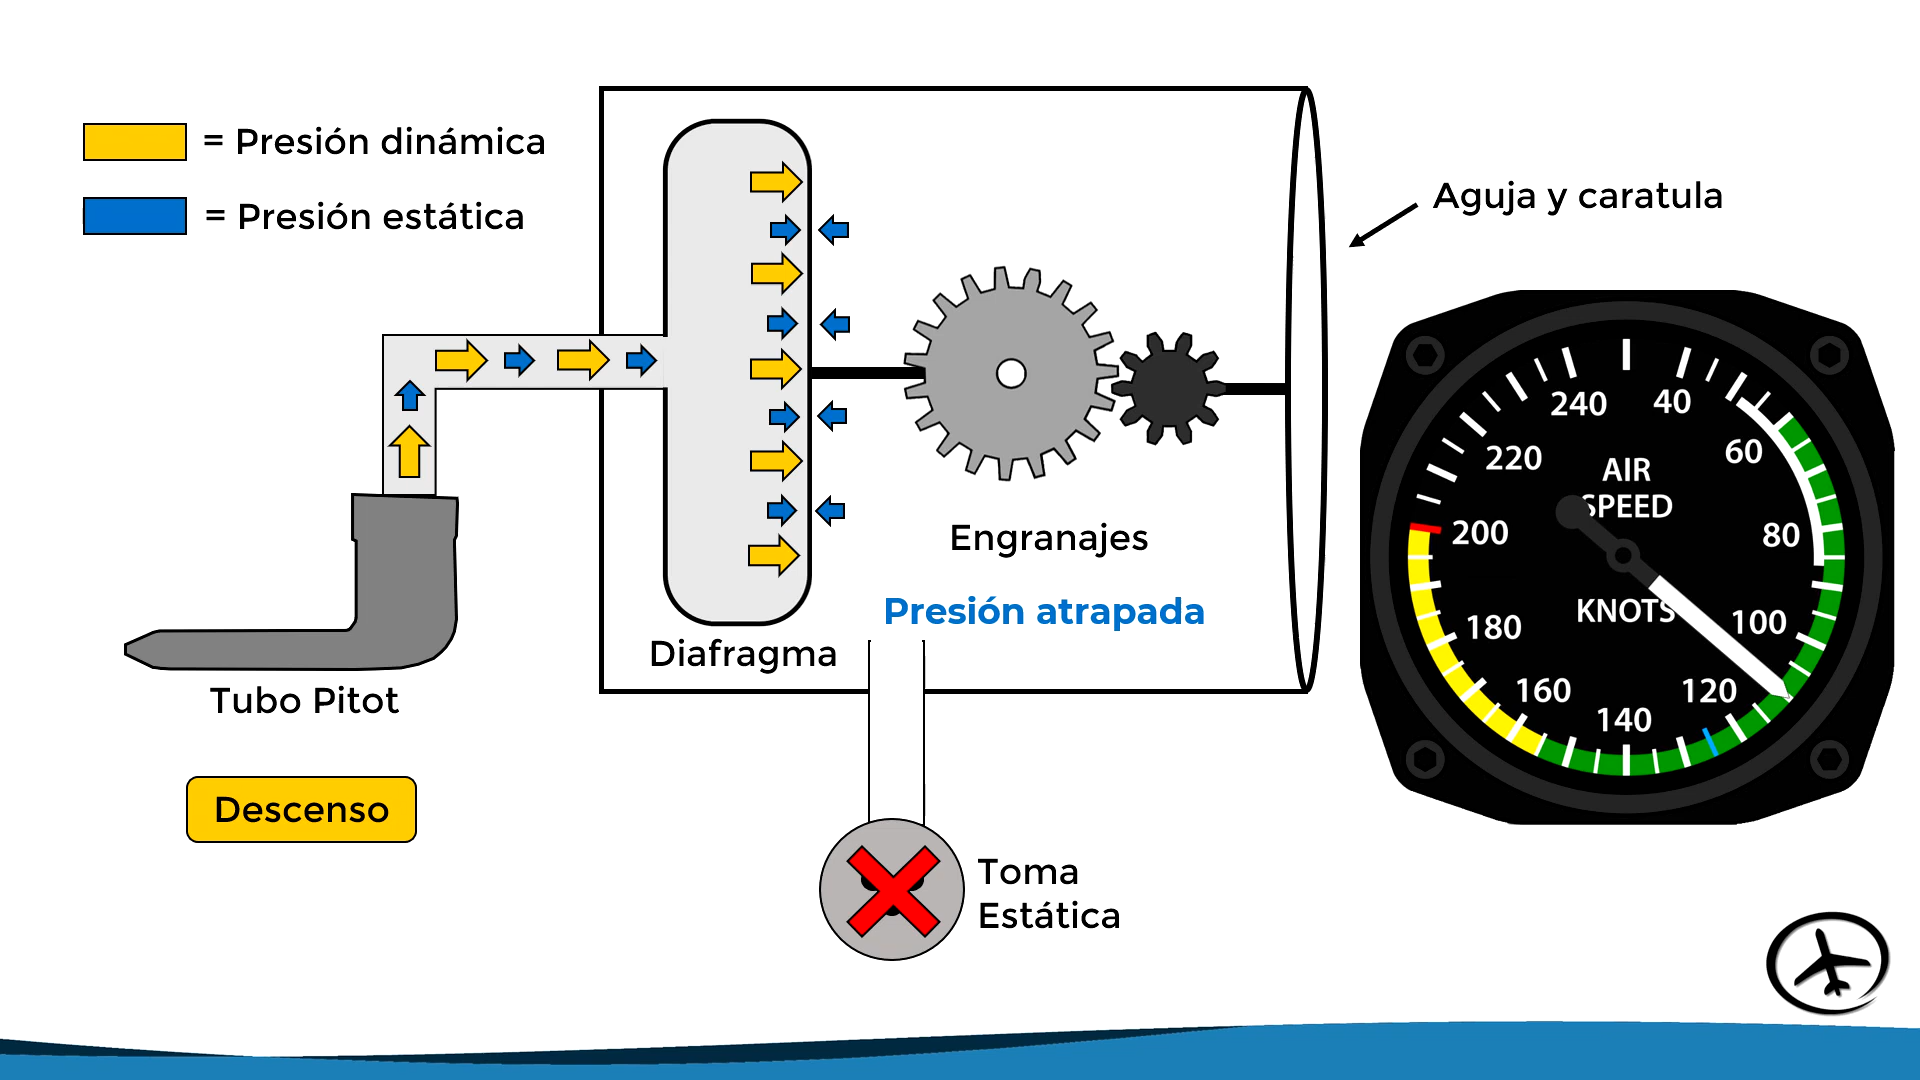 = Presión dinámica
= Presión estática
Aguja y caratula
Engranajes
Presión atrapada
Diafragma
Tubo Pitot
Descenso
Toma
Estática
240
40
220
60
AIR
SPEED
200
80
KNOTS
180
100
160
120
140